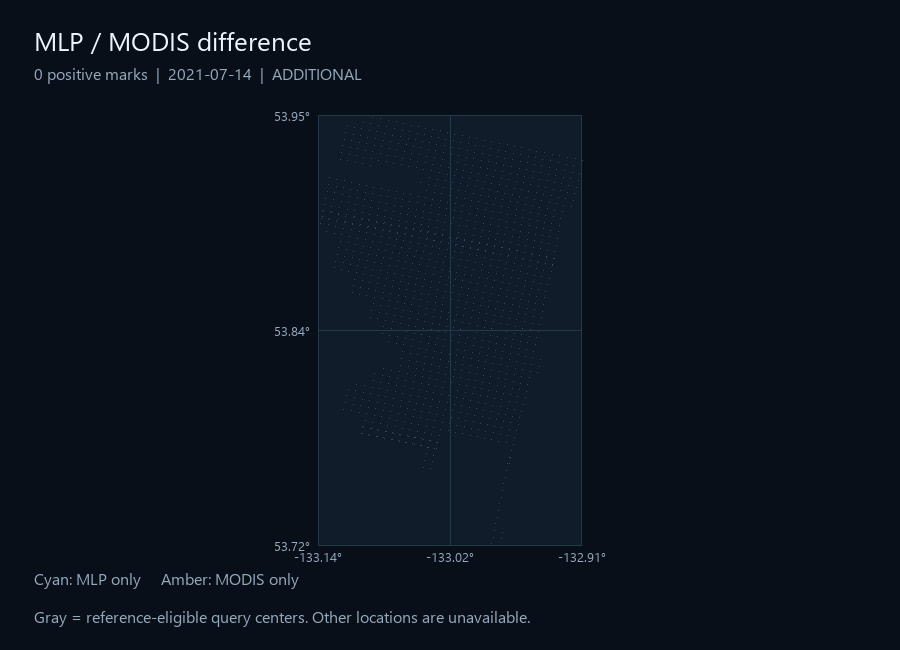 MLP / MODIS difference
0 positive marks | 2021-07-14 | ADDITIONAL
53.95°
53.84°
53.72°
-133.14° -133.02° -132.91°
Cyan: MLP only Amber: MODIS only
Gray = reference-eligible query centers. Other locations are unavailable.